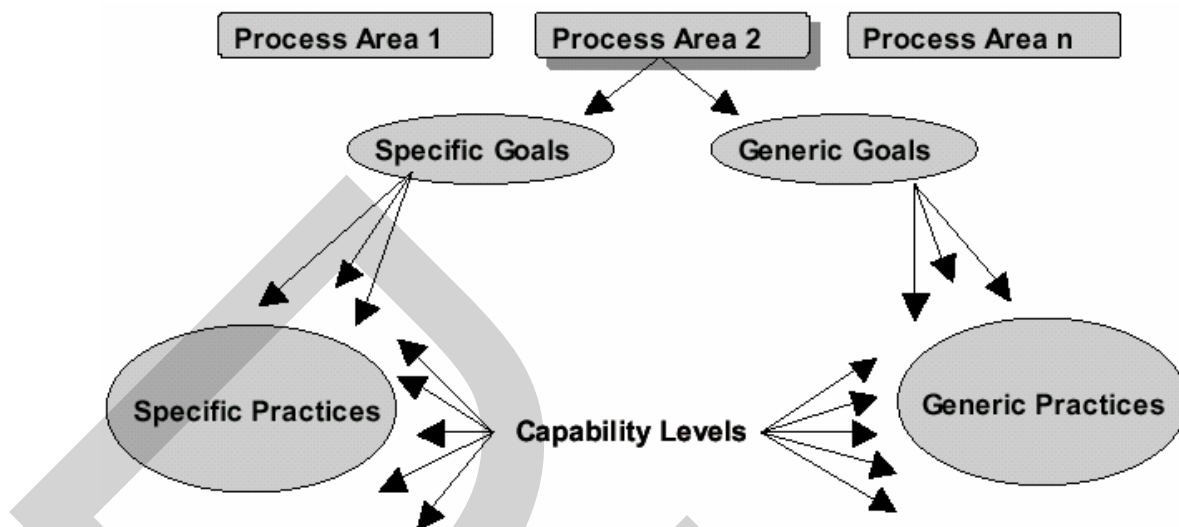 Process Area 1
Process Area 2
Process Area n
Specific Goals
Generic Goals
Specific Practices
Capability Levels
Generic Practices